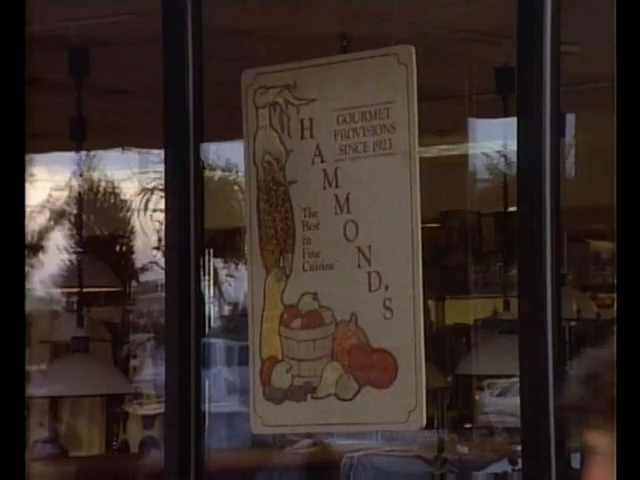 GOURMET
PROVISIONS
SINCE 1923
HAMMOND'S
The
Best
in
Fine
Cuisine